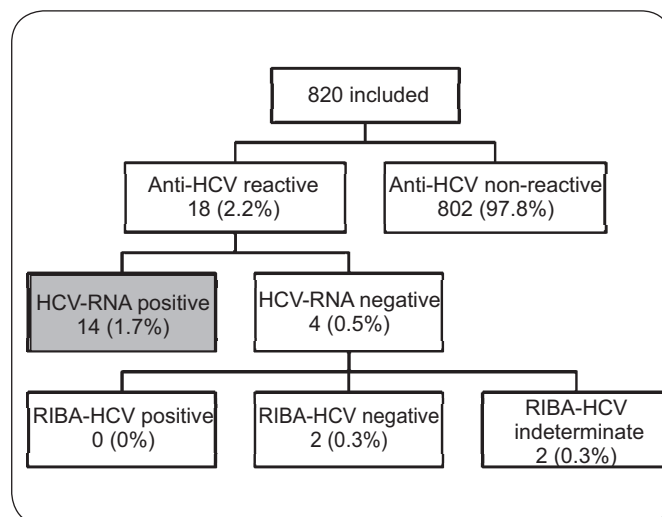 820 included
Anti-HCV reactive
18 (2.2%)
Anti-HCV non-reactive
802 (97.8%)
HCV-RNA positive
14 (1.7%)
HCV-RNA negative
4 (0.5%)
RIBA-HCV positive
0 (0%)
RIBA-HCV negative
2 (0.3%)
RIBA-HCV
indeterminate
2 (0.3%)